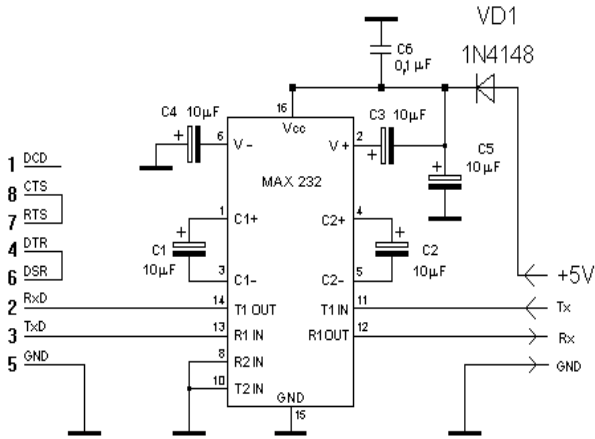 VD1
1N4148
C6
0,1 µF
C4 10µF
16
Vcc
C3 10µF
+
6
V-
2
V+
+
C5
10µF
+
MAX 232
1 DCD
8 CTS
7 RTS
4 DTR
6 DSR
2 RxD
3 TxD
5 GND
1
C1+
+
C1
10µF
3
C1-
4
C2+
+
C2
10µF
5
C2-
14
T1 OUT
13
R1 IN
8
R2 IN
10
T2 IN
11
T1 IN
12
R1OUT
GND
15
+5V
Tx
Rx
GND